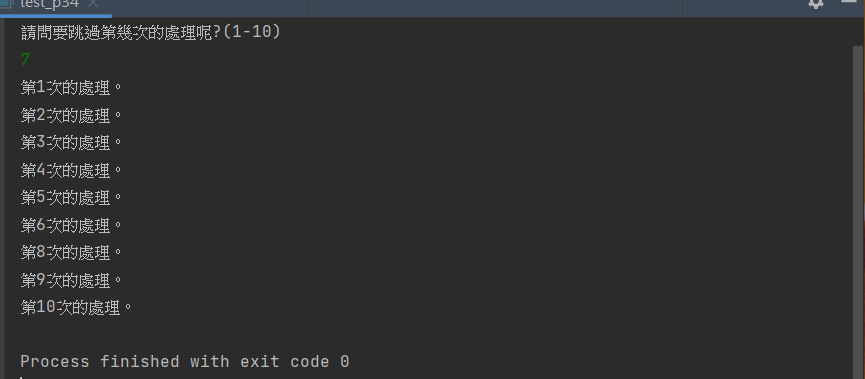 test_p34
請問要跳過第幾次的處理呢?(1-10)
7
第1次的處理。
第2次的處理。
第3次的處理。
第4次的處理。
第5次的處理。
第6次的處理。
第8次的處理。
第9次的處理。
第10次的處理。
Process finished with exit code 0